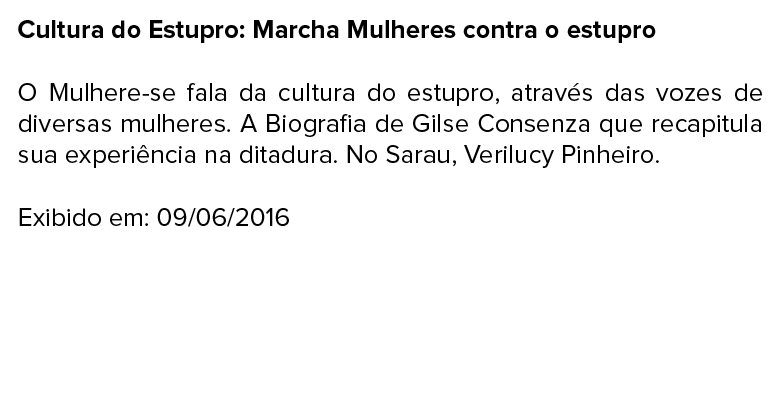 Cultura do Estupro: Marcha Mulheres contra o estupro
O Mulhere-se fala da cultura do estupro, através das vozes de
diversas mulheres. A Biografia de Gilse Consenza que recapitula
sua experiência na ditadura. No Sarau, Verilucy Pinheiro.
Exibido em: 09/06/2016